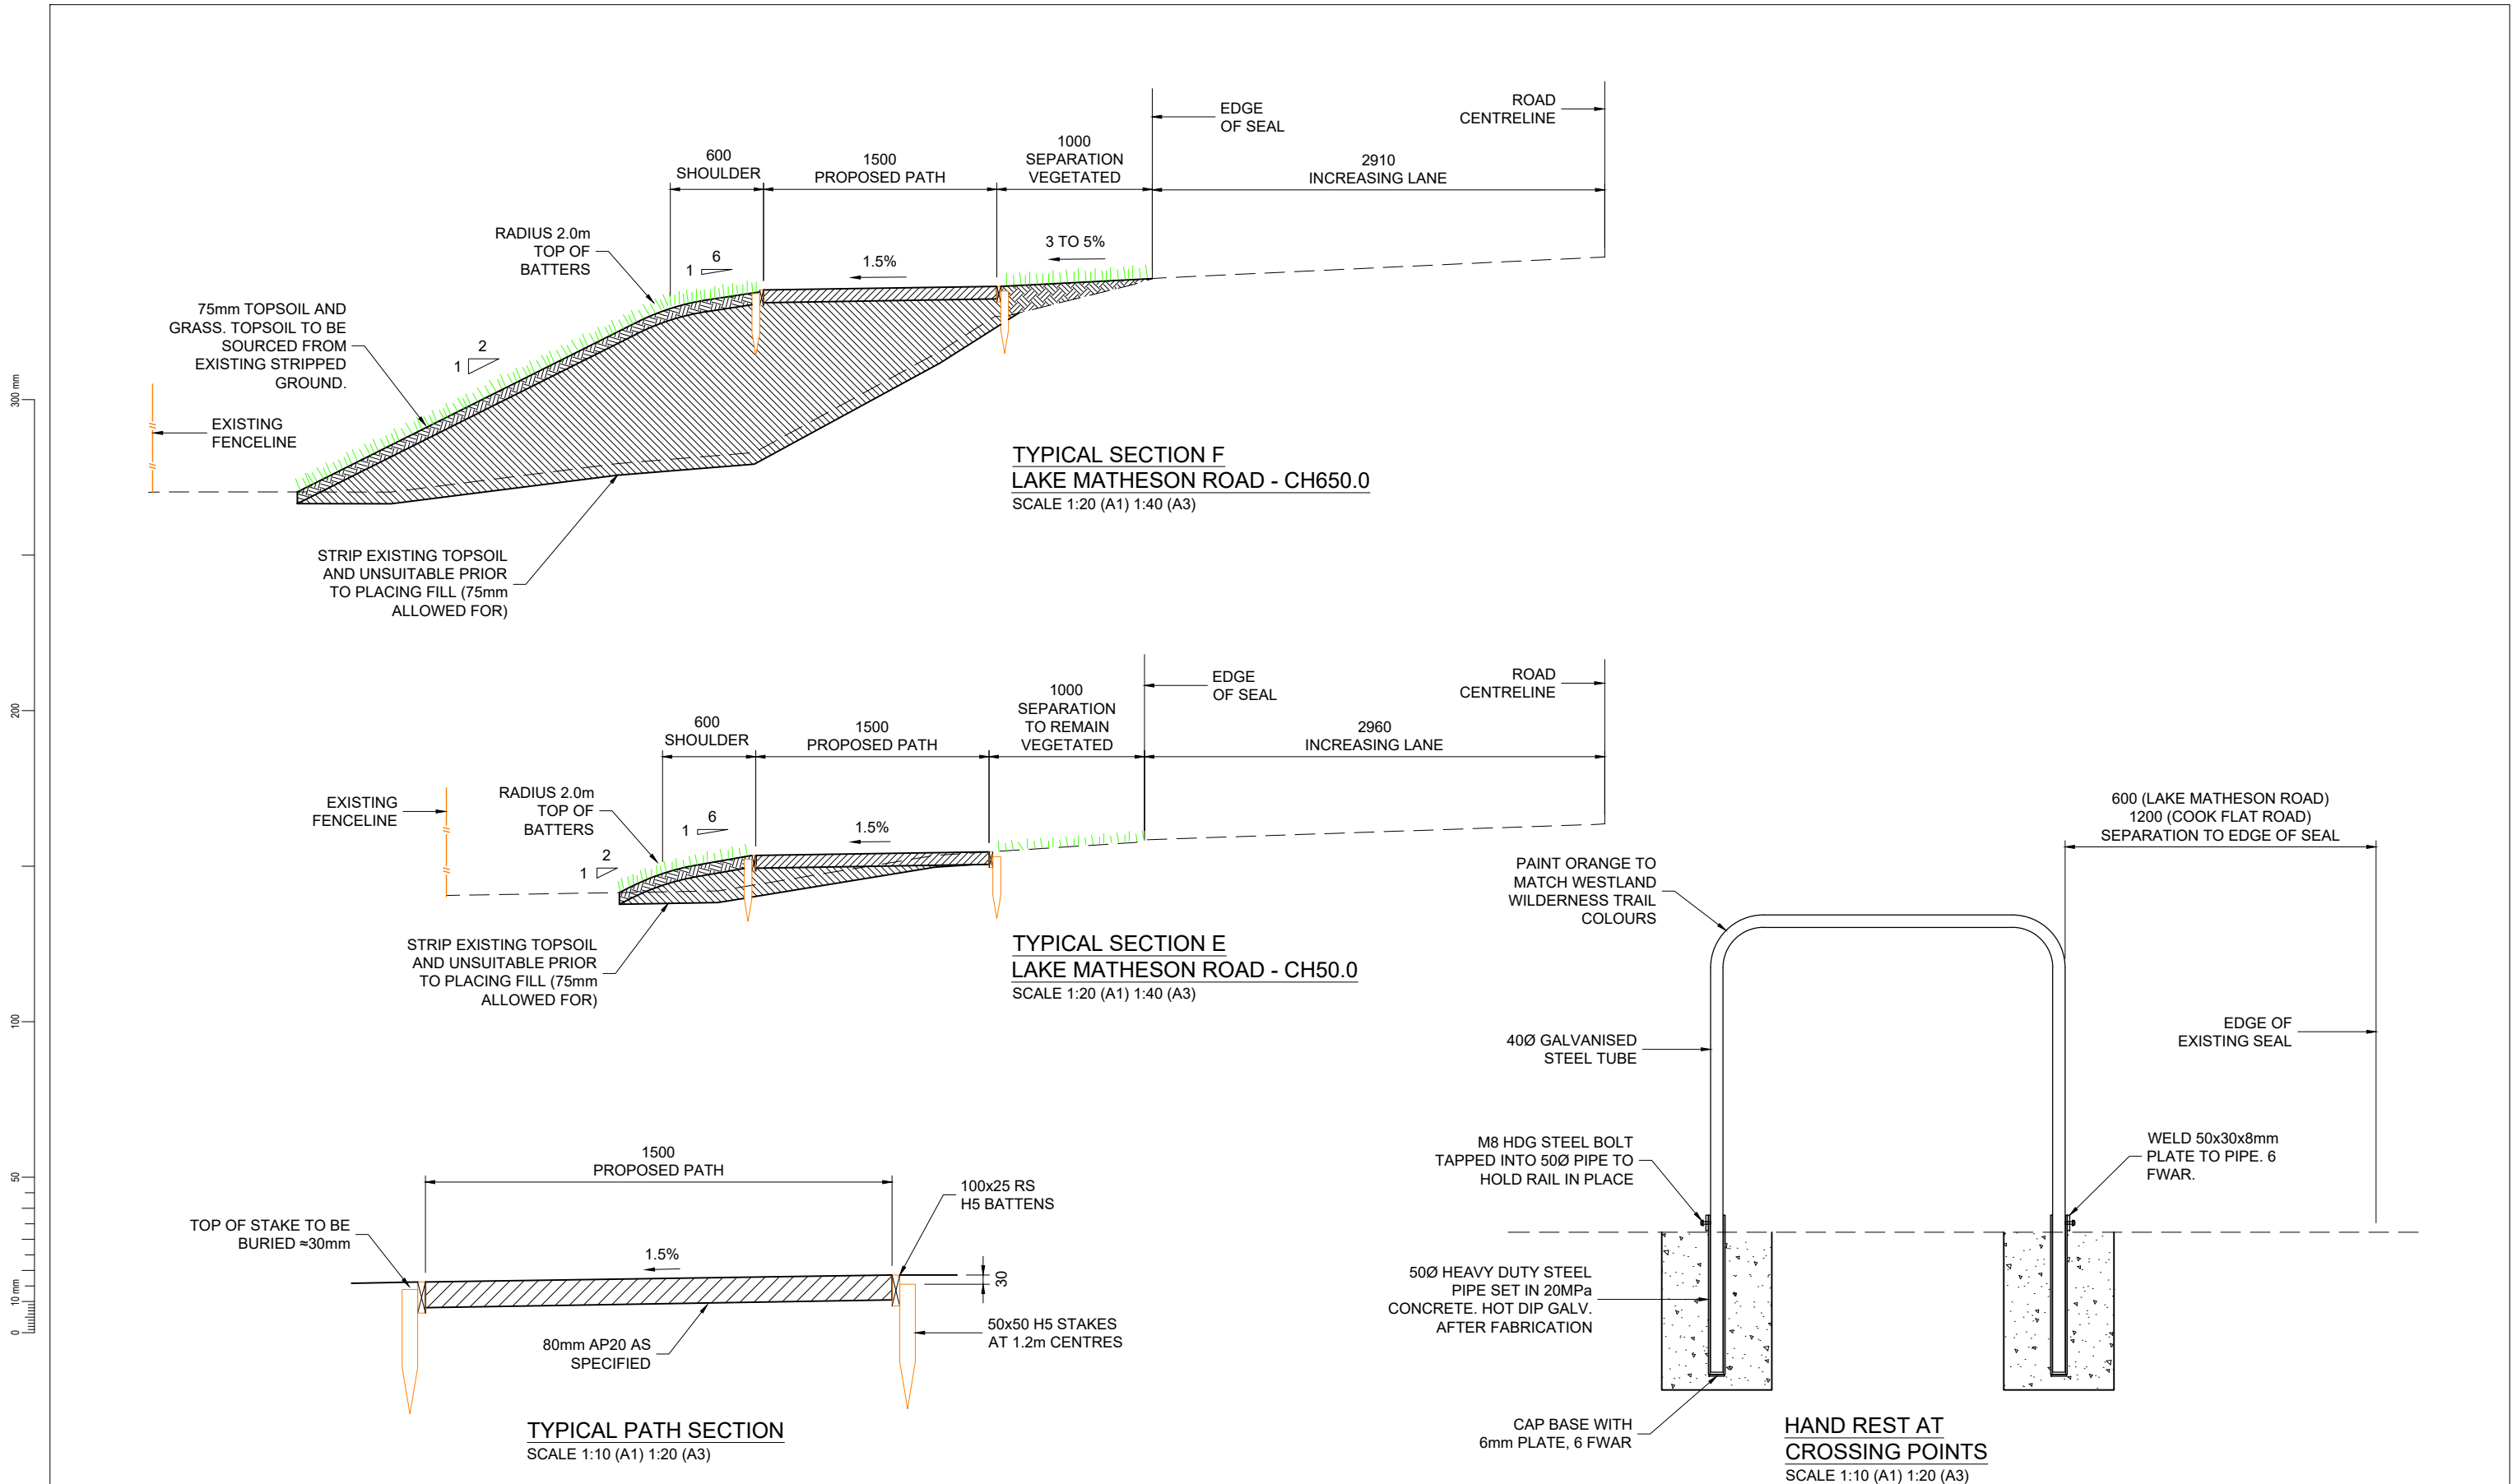 EDGE
OF SEAL
ROAD
CENTRELINE
600
SHOULDER
1500
PROPOSED PATH
1000
SEPARATION
VEGETATED
2910
INCREASING LANE
RADIUS 2.0m
TOP OF
BATTERS
1 6
1.5%
3 TO 5%
75mm TOPSOIL AND
GRASS. TOPSOIL TO BE
SOURCED FROM
EXISTING STRIPPED
GROUND.
1 2
EXISTING
FENCELINE
STRIP EXISTING TOPSOIL
AND UNSUITABLE PRIOR
TO PLACING FILL (75mm
ALLOWED FOR)
TYPICAL SECTION F
LAKE MATHESON ROAD - CH650.0
SCALE 1:20 (A1) 1:40 (A3)
EDGE
OF SEAL
ROAD
CENTRELINE
600
SHOULDER
1500
PROPOSED PATH
1000
SEPARATION
TO REMAIN
VEGETATED
2960
INCREASING LANE
EXISTING
FENCELINE
RADIUS 2.0m
TOP OF
BATTERS
1 6
1.5%
1 2
STRIP EXISTING TOPSOIL
AND UNSUITABLE PRIOR
TO PLACING FILL (75mm
ALLOWED FOR)
TYPICAL SECTION E
LAKE MATHESON ROAD - CH50.0
SCALE 1:20 (A1) 1:40 (A3)
1500
PROPOSED PATH
100x25 RS
H5 BATTENS
TOP OF STAKE TO BE
BURIED ≈30mm
1.5%
30
80mm AP20 AS
SPECIFIED
50x50 H5 STAKES
AT 1.2m CENTRES
TYPICAL PATH SECTION
SCALE 1:10 (A1) 1:20 (A3)
600 (LAKE MATHESON ROAD)
1200 (COOK FLAT ROAD)
SEPARATION TO EDGE OF SEAL
PAINT ORANGE TO
MATCH WESTLAND
WILDERNESS TRAIL
COLOURS
40Ø GALVANISED
STEEL TUBE
EDGE OF
EXISTING SEAL
M8 HDG STEEL BOLT
TAPPED INTO 50Ø PIPE TO
HOLD RAIL IN PLACE
WELD 50x30x8mm
PLATE TO PIPE. 6
FWAR.
50Ø HEAVY DUTY STEEL
PIPE SET IN 20MPa
CONCRETE. HOT DIP GALV.
AFTER FABRICATION
CAP BASE WITH
6mm PLATE, 6 FWAR
HAND REST AT
CROSSING POINTS
SCALE 1:10 (A1) 1:20 (A3)
300 mm
200
100
50
10 mm
0